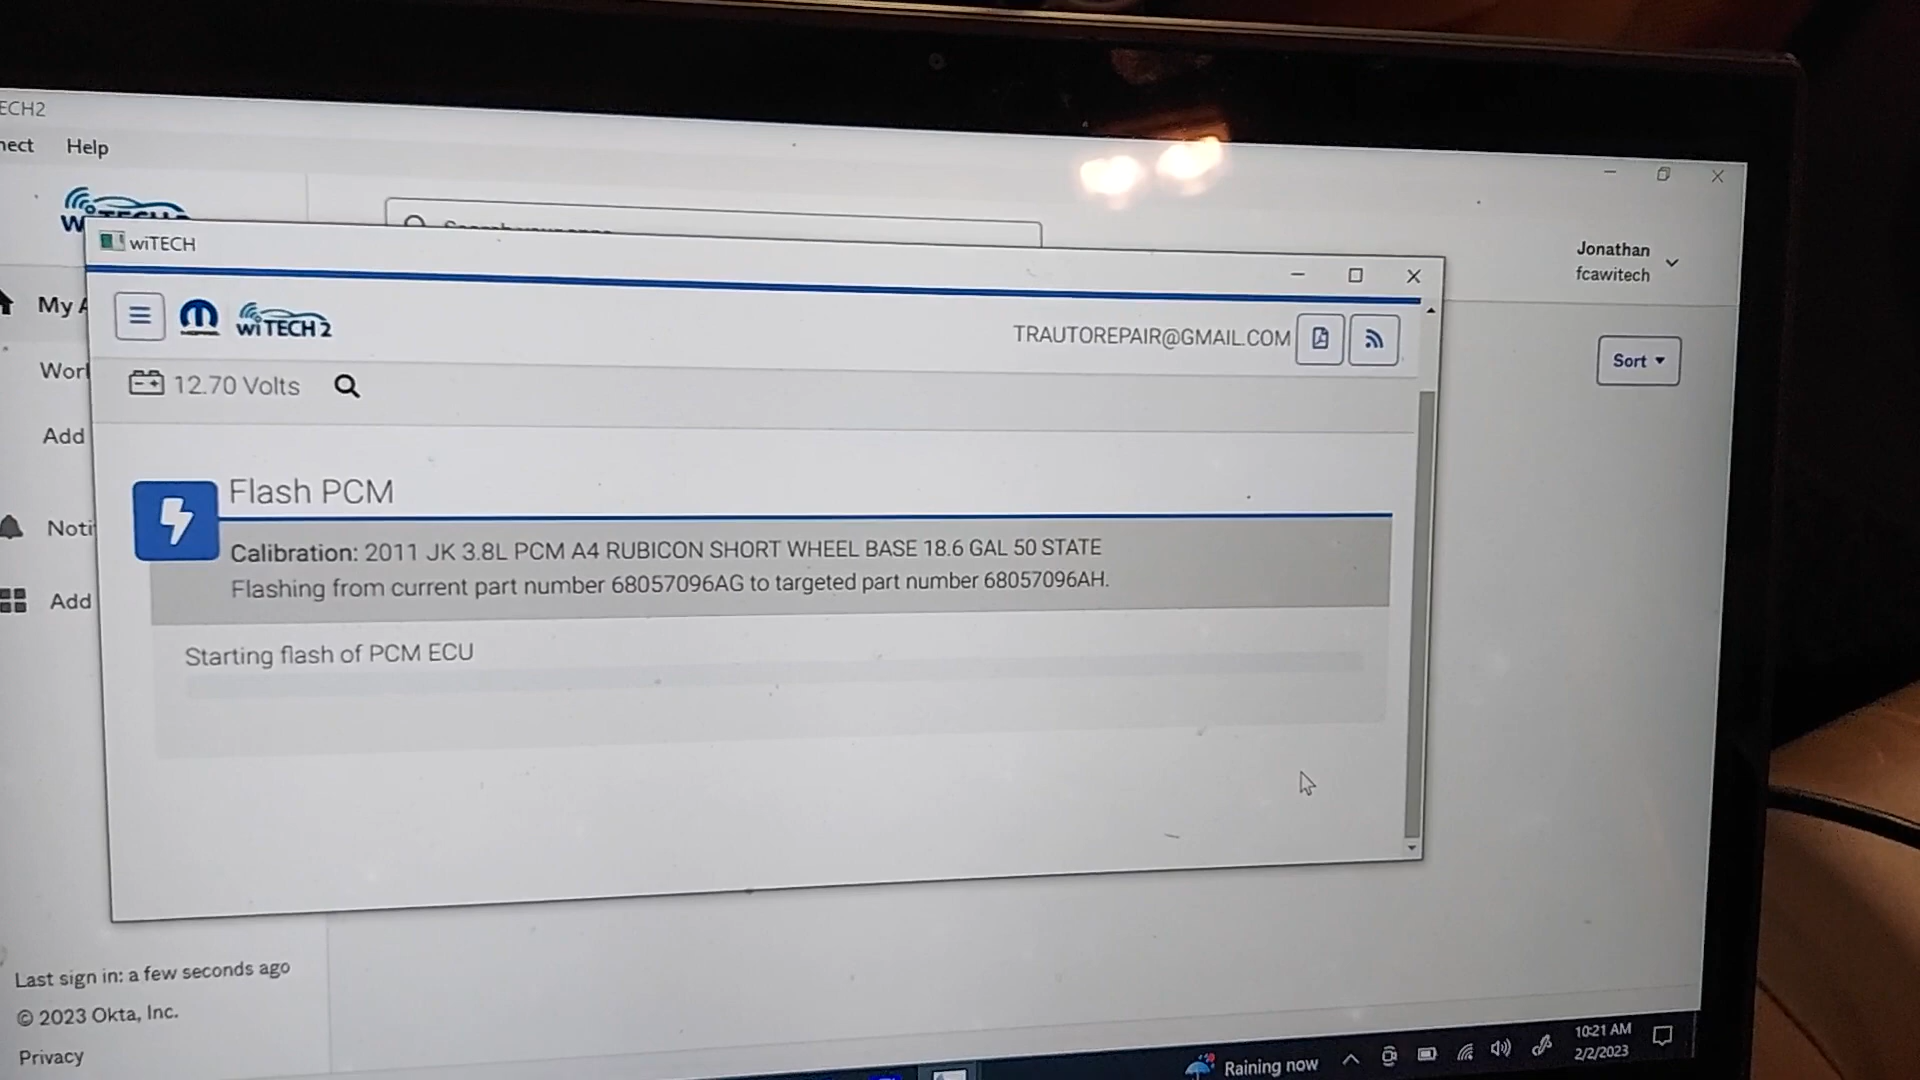 ECH2
nect Help
wiTECH
Jonathan
fcawitech
wiTECH 2
TRAUTOREPAIR@GMAIL.COM
My A
Sort
12.70 Volts
Worl
Add
Flash PCM
Calibration: 2011 JK 3.8L PCM A4 RUBICON SHORT WHEEL BASE 18.6 GAL 50 STATE
Flashing from current part number 68057096AG to targeted part number 68057096AH.
Noti
Add
Starting flash of PCM ECU
Last sign in: a few seconds ago
© 2023 Okta, Inc.
Privacy
Raining now
10:21 AM
2/2/2023